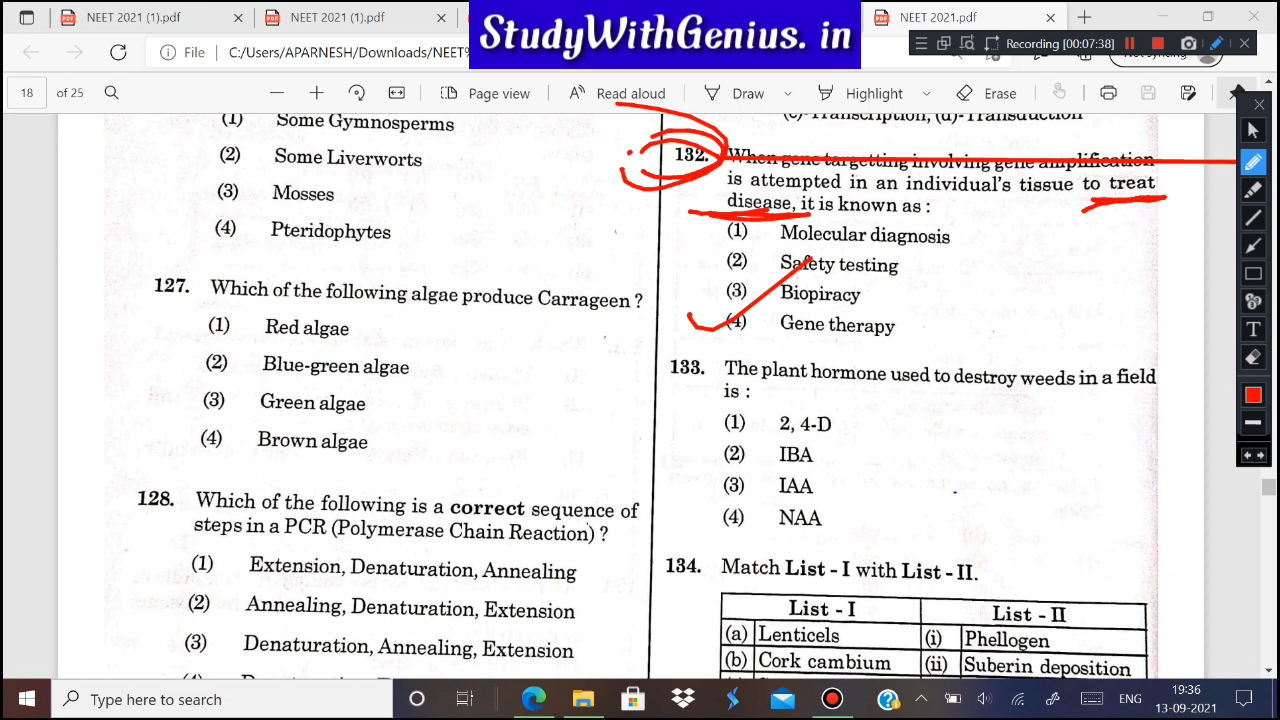 NEET 2021 (1).pdf
NEET 2021 (1).pdf
StudyWithGenius. in
NEET 2021.pdf
Recording [00:07:38]
File
C:/Users/APARNESH/Downloads/NEET%
18 of 25
Page view
Read aloud
Draw
Highlight
Erase
(1) Some Gymnosperms
(2) Some Liverworts
(3) Mosses
(4) Pteridophytes
127. Which of the following algae produce Carrageen ?
(1) Red algae
(2) Blue-green algae
(3) Green algae
(4) Brown algae
128. Which of the following is a correct sequence of
steps in a PCR (Polymerase Chain Reaction) ?
(1) Extension, Denaturation, Annealing
(2) Annealing, Denaturation, Extension
(3) Denaturation, Annealing, Extension
(c)-Transcription, (d)-Transduction
132. When gene targetting involving gene amplification
is attempted in an individual's tissue to treat
disease, it is known as :
(1) Molecular diagnosis
(2) Safety testing
(3) Biopiracy
(4) Gene therapy
133. The plant hormone used to destroy weeds in a field
is :
(1) 2, 4-D
(2) IBA
(3) IAA
(4) NAA
134. Match List - I with List - II.
List - I List - II
(a) Lenticels (i) Phellogen
(b) Cork cambium (ii) Suberin deposition
Type here to search
ENG
19:36
13-09-2021